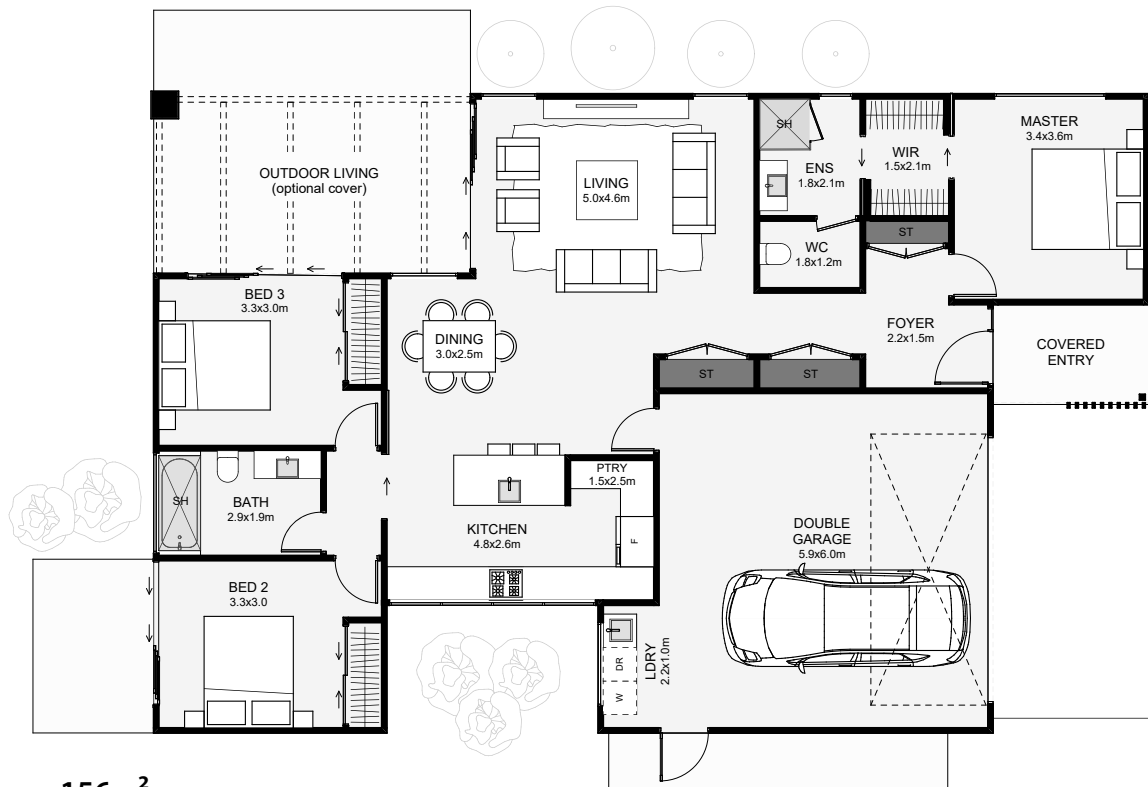 OUTDOOR LIVING
(optional cover)
LIVING
5.0x4.6m
SH
ENS
1.8x2.1m
WIR
1.5x2.1m
MASTER
3.4x3.6m
WC
1.8x1.2m
ST
BED 3
3.3x3.0m
DINING
3.0x2.5m
FOYER
2.2x1.5m
COVERED
ENTRY
ST
ST
SH
BATH
2.9x1.9m
PTRY
1.5x2.5m
KITCHEN
4.8x2.6m
F
DOUBLE
GARAGE
5.9x6.0m
BED 2
3.3x3.0
LDRY
2.2x1.0m
DR
W